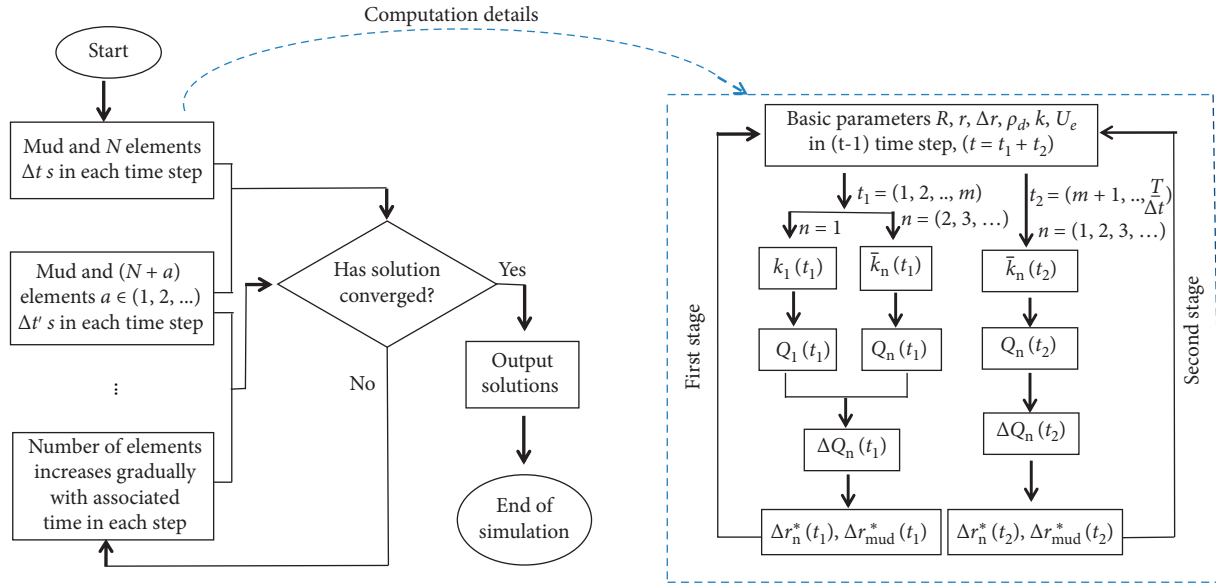 Computation details
Start
Mud and N elements
Δt s in each time step
Mud and (N + a)
elements a ∈ (1, 2, ...)
Δt′ s in each time step
⋮
Number of elements
increases gradually
with associated
time in each step
Has solution
converged?
Yes
No
Output
solutions
End of
simulation
Basic parameters R, r, Δr, ρ_d, k, U_e
in (t-1) time step, (t = t₁ + t₂)
t₁ = (1, 2, .., m)
n = 1
n = (2, 3, …)
t₂ = (m + 1, .., T/Δt)
n = (1, 2, 3, …)
k₁ (t₁)
k̄ₙ (t₁)
k̄ₙ (t₂)
Q₁ (t₁)
Qₙ (t₁)
Qₙ (t₂)
ΔQₙ (t₁)
ΔQₙ (t₂)
Δr*ₙ (t₁), Δr*_mud (t₁)
Δr*ₙ (t₂), Δr*_mud (t₂)
First stage
Second stage